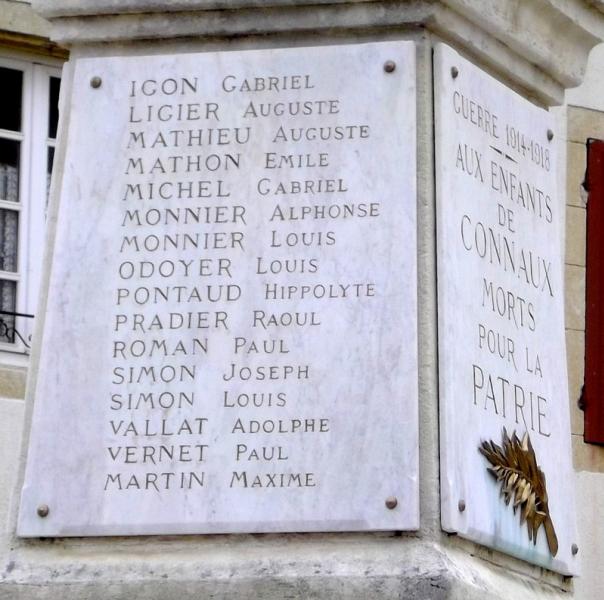 IGON GABRIEL
LIGIER AUGUSTE
MATHIEU AUGUSTE
MATHON EMILE
MICHEL GABRIEL
MONNIER ALPHONSE
MONNIER LOUIS
ODOYER LOUIS
PONTAUD HIPPOLYTE
PRADIER RAOUL
ROMAN PAUL
SIMON JOSEPH
SIMON LOUIS
VALLAT ADOLPHE
VERNET PAUL
MARTIN MAXIME
GUERRE 1914-1918
AUX ENFANTS
DE
CONNAUX
MORTS
POUR LA
PATRIE